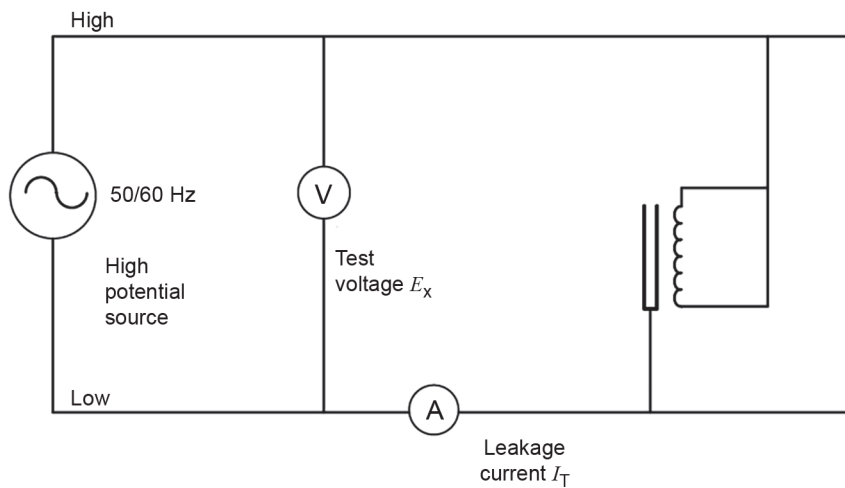 High
50/60 Hz
V
High
potential
source
Test
voltage Ex
Low
A
Leakage
current IT